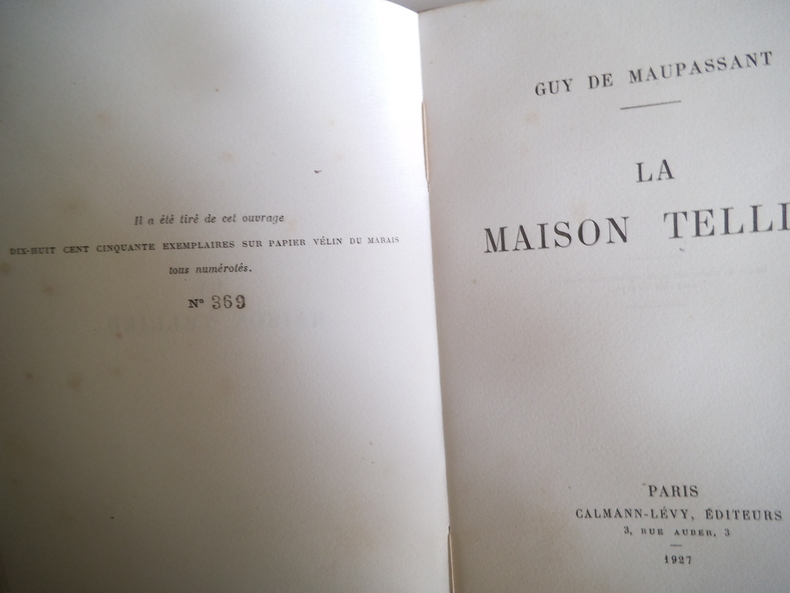 Il a été tiré de cet ouvrage
DIX-HUIT CENT CINQUANTE EXEMPLAIRES SUR PAPIER VÉLIN DU MARAIS
tous numérotés.
N° 369
GUY DE MAUPASSANT
LA
MAISON TELLI
PARIS
CALMANN-LÉVY, ÉDITEURS
3, RUE AUBER, 3
1927